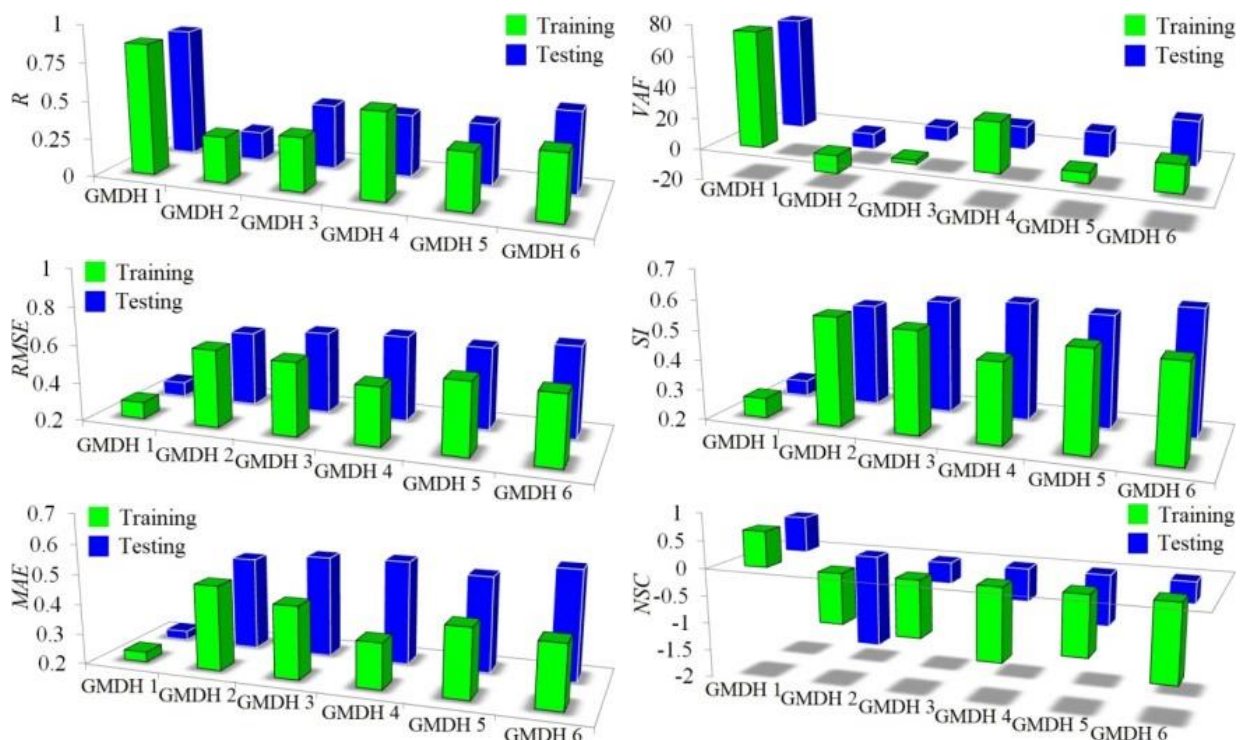 R
1
0.75
0.5
0.25
0
Training
Testing
GMDH 1
GMDH 2
GMDH 3
GMDH 4
GMDH 5
GMDH 6
VAF
80
60
40
20
0
-20
Training
Testing
GMDH 1
GMDH 2
GMDH 3
GMDH 4
GMDH 5
GMDH 6
RMSE
1
0.8
0.6
0.4
0.2
Training
Testing
GMDH 1
GMDH 2
GMDH 3
GMDH 4
GMDH 5
GMDH 6
SI
0.7
0.6
0.5
0.4
0.3
0.2
GMDH 1
GMDH 2
GMDH 3
GMDH 4
GMDH 5
GMDH 6
MAE
0.7
0.6
0.5
0.4
0.3
0.2
Training
Testing
GMDH 1
GMDH 2
GMDH 3
GMDH 4
GMDH 5
GMDH 6
NSC
1
0.5
0
-0.5
-1
-1.5
-2
Training
Testing
GMDH 1
GMDH 2
GMDH 3
GMDH 4
GMDH 5
GMDH 6